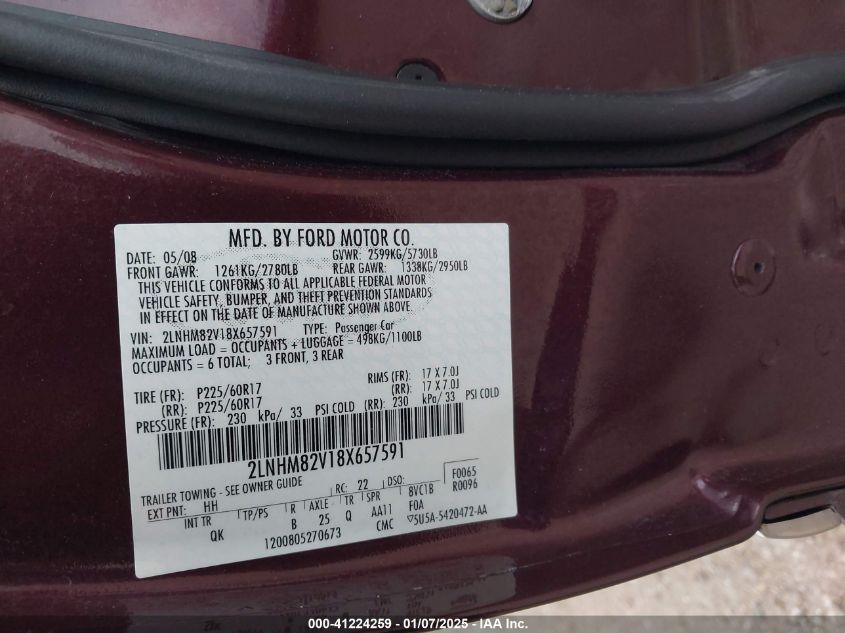 MFD. BY FORD MOTOR CO.
DATE: 05/08 GVWR: 2599KG/5730LB
FRONT GAWR: 1261KG/2780LB REAR GAWR: 1338KG/2950LB
THIS VEHICLE CONFORMS TO ALL APPLICABLE FEDERAL MOTOR
VEHICLE SAFETY, BUMPER, AND THEFT PREVENTION STANDARDS
IN EFFECT ON THE DATE OF MANUFACTURE SHOWN ABOVE.
VIN: 2LNHM82V18X657591 TYPE: Passenger Car
MAXIMUM LOAD = OCCUPANTS + LUGGAGE = 498KG/1100LB
OCCUPANTS = 6 TOTAL; 3 FRONT, 3 REAR
TIRE (FR): P225/60R17 RIMS (FR): 17 X 7.0J
(RR): P225/60R17 (RR): 17 X 7.0J
PRESSURE (FR): 230 kPa/ 33 PSI COLD (RR): 230 kPa/ 33 PSI COLD
2LNHM82V18X657591
TRAILER TOWING - SEE OWNER GUIDE
EXT PNT: HH RC: 22 DSO: F0065
INT TR TP/PS R AXLE TR SPR 8VC1B R0096
QK B 25 Q AA11 F0A
1200805270673 CMC ▽5U5A-5420472-AA
000-41224259 - 01/07/2025 - IAA Inc.